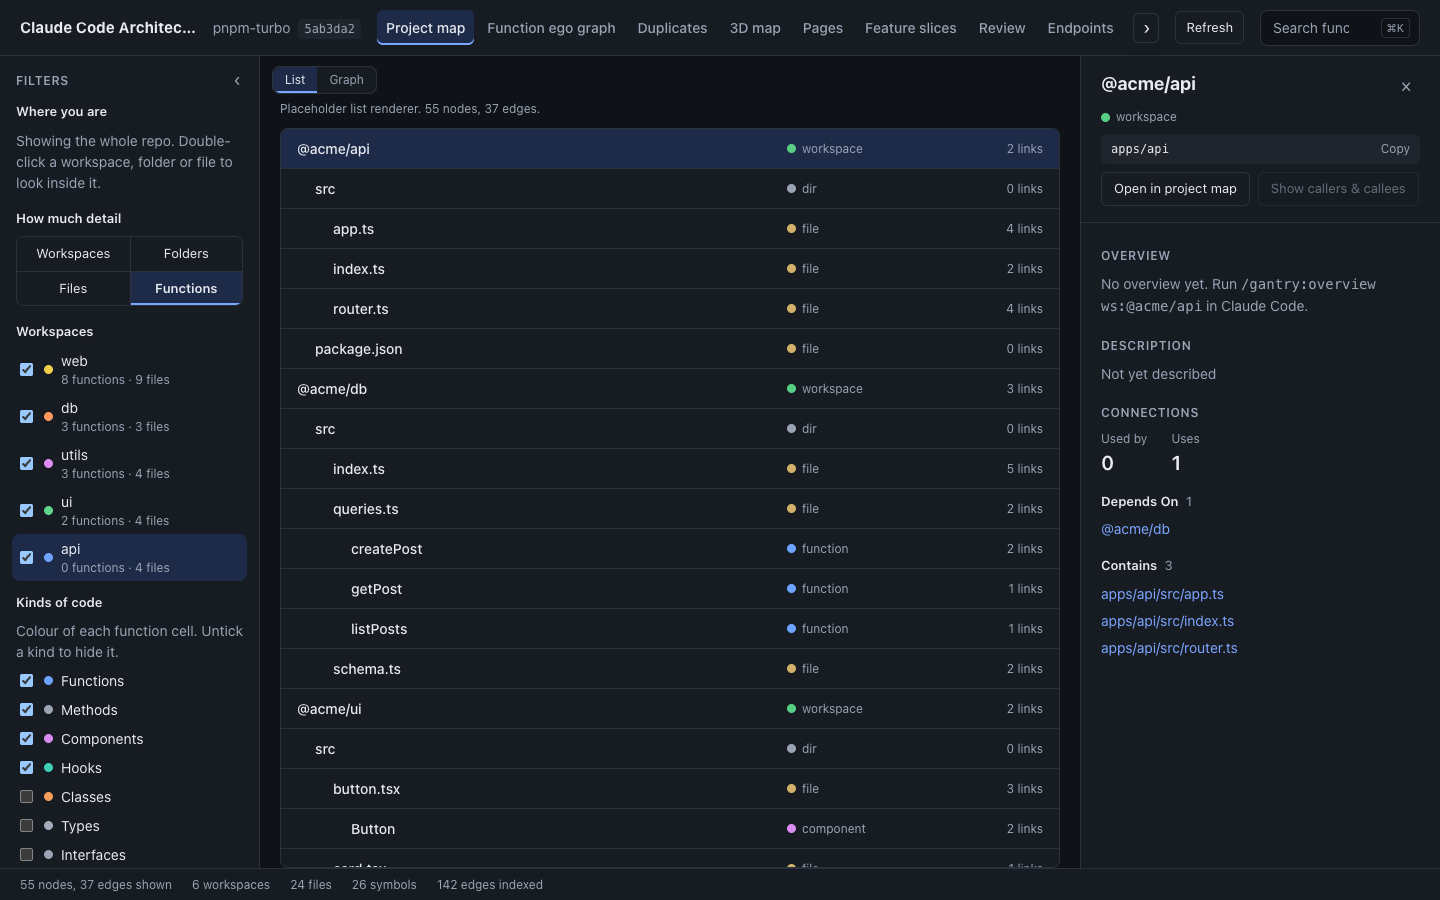 Claude Code Architec... pnpm-turbo 5ab3da2 Project map Function ego graph Duplicates 3D map Pages Feature slices Review Endpoints › Refresh Search func ⌘K
FILTERS ‹
Where you are
Showing the whole repo. Double-
click a workspace, folder or file to
look inside it.
How much detail
Workspaces Folders
Files Functions
Workspaces
web
8 functions · 9 files
db
3 functions · 3 files
utils
3 functions · 4 files
ui
2 functions · 4 files
api
0 functions · 4 files
Kinds of code
Colour of each function cell. Untick
a kind to hide it.
Functions
Methods
Components
Hooks
Classes
Types
Interfaces
List Graph
Placeholder list renderer. 55 nodes, 37 edges.
@acme/api workspace 2 links
src dir 0 links
app.ts file 4 links
index.ts file 2 links
router.ts file 4 links
package.json file 0 links
@acme/db workspace 3 links
src dir 0 links
index.ts file 5 links
queries.ts file 2 links
createPost function 2 links
getPost function 1 links
listPosts function 1 links
schema.ts file 2 links
@acme/ui workspace 2 links
src dir 0 links
button.tsx file 3 links
Button component 2 links
@acme/api ×
workspace
apps/api Copy
Open in project map Show callers & callees
OVERVIEW
No overview yet. Run /gantry:overview
ws:@acme/api in Claude Code.
DESCRIPTION
Not yet described
CONNECTIONS
Used by Uses
0 1
Depends On 1
@acme/db
Contains 3
apps/api/src/app.ts
apps/api/src/index.ts
apps/api/src/router.ts
55 nodes, 37 edges shown 6 workspaces 24 files 26 symbols 142 edges indexed